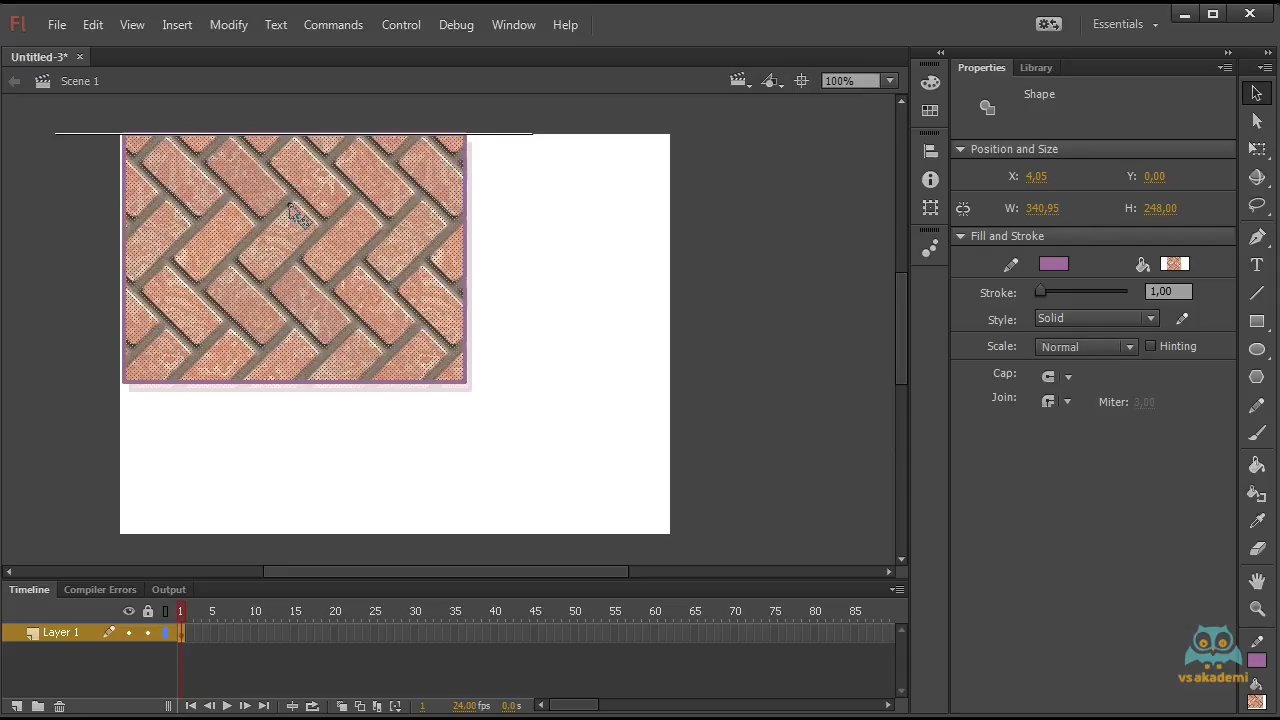 Fl File Edit View Insert Modify Text Commands Control Debug Window Help Essentials
Untitled-3* ×
Scene 1 100%
Properties Library
Shape
Position and Size
X: 4,05 Y: 0,00
W: 340,95 H: 248,00
Fill and Stroke
Stroke: 1,00
Style: Solid
Scale: Normal Hinting
Cap:
Join: Miter: 3,00
Timeline Compiler Errors Output
1 5 10 15 20 25 30 35 40 45 50 55 60 65 70 75 80 85
Layer 1
1 24.00 fps 0.0 s
vsakademi